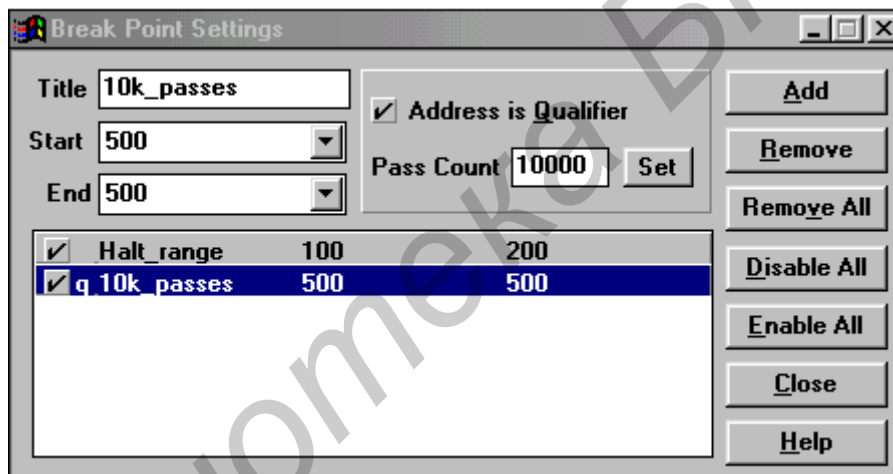 Break Point Settings
Title 10k_passes
Start 500
End 500
✓ Address is Qualifier
Pass Count 10000 Set
✓ Halt_range 100 200
✓ q 10k_passes 500 500
Add
Remove
Remove All
Disable All
Enable All
Close
Help